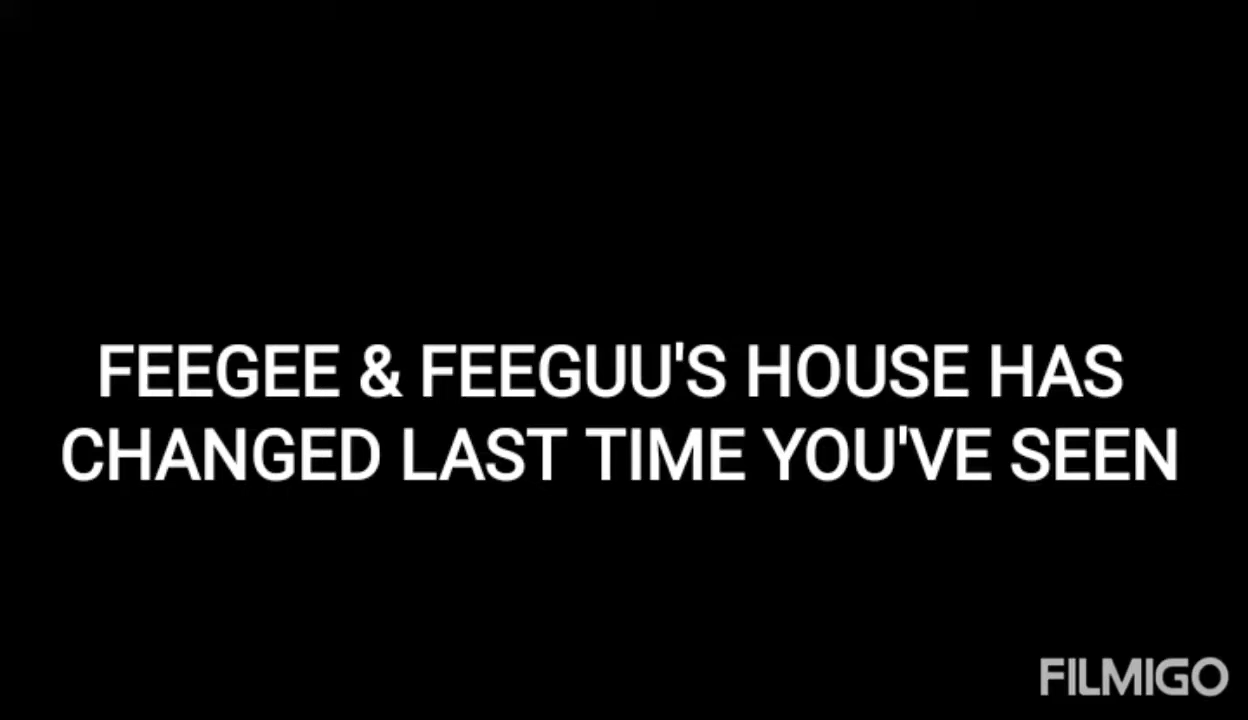 FEEGEE & FEEGUU'S HOUSE HAS
CHANGED LAST TIME YOU'VE SEEN
FILMIGO